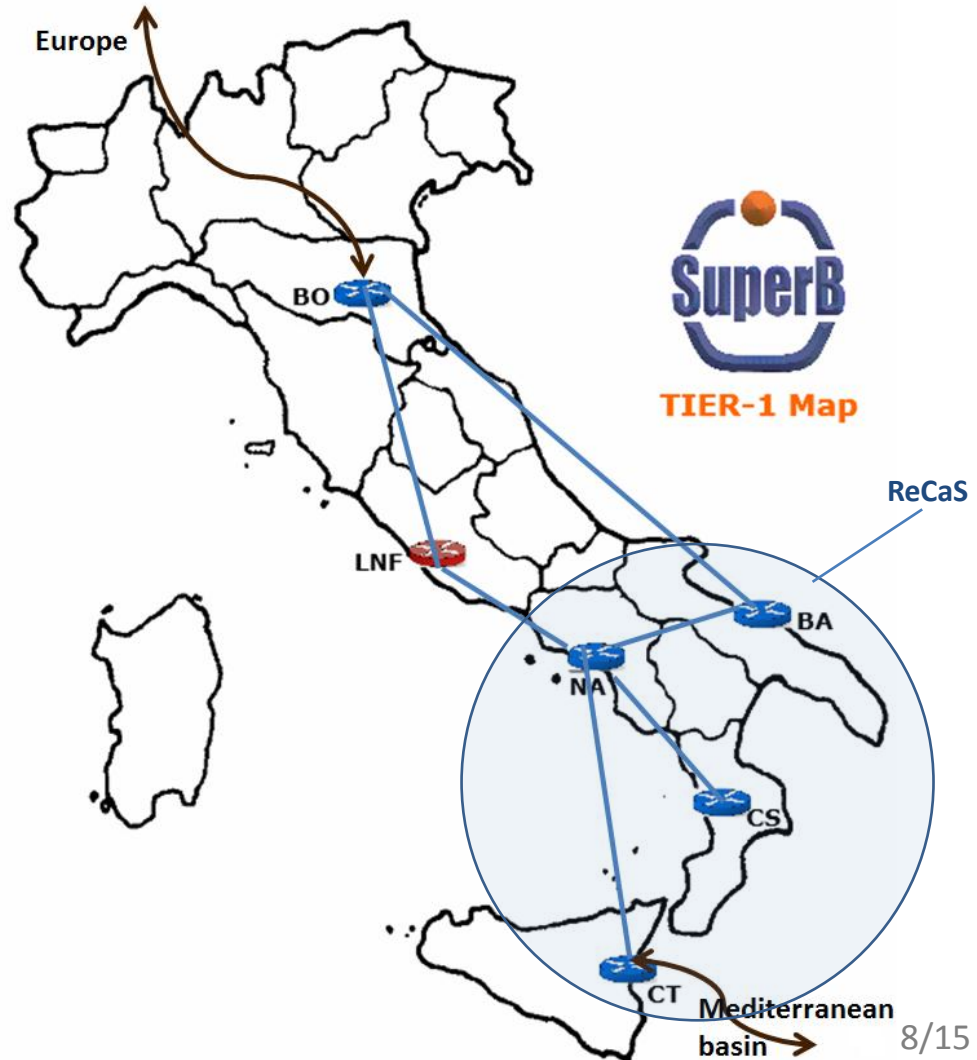 Europe
BO
SuperB
TIER-1 Map
ReCaS
LNF
BA
NA
CS
CT
Mediterranean
basin
8/15